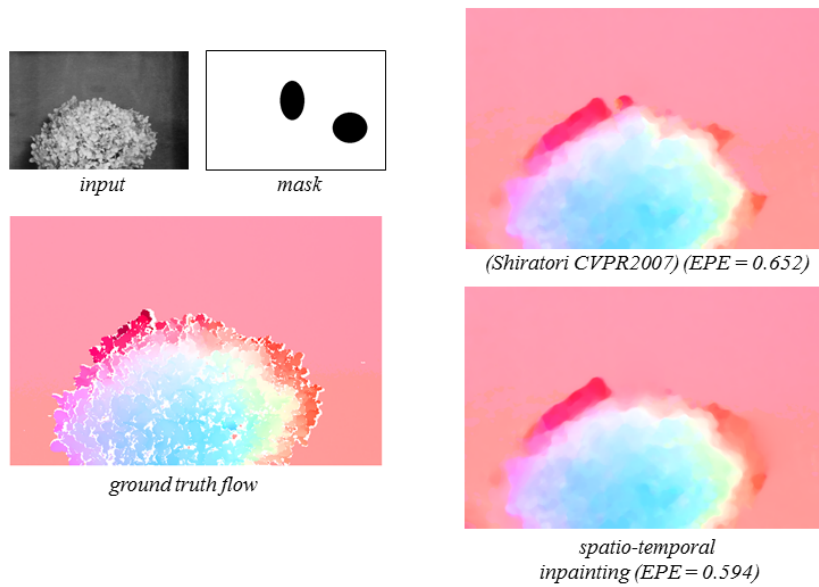 input
mask
ground truth flow
(Shiratori CVPR2007) (EPE = 0.652)
spatio-temporal
inpainting (EPE = 0.594)